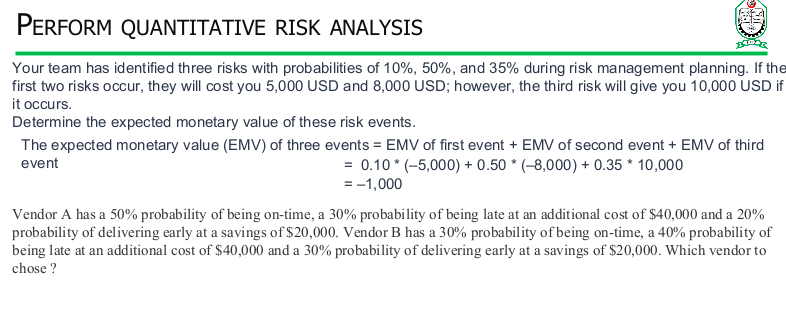 PERFORM QUANTITATIVE RISK ANALYSIS
Your team has identified three risks with probabilities of 10%, 50%, and 35% during risk management planning. If the
first two risks occur, they will cost you 5,000 USD and 8,000 USD; however, the third risk will give you 10,000 USD if
it occurs.
Determine the expected monetary value of these risk events.
The expected monetary value (EMV) of three events = EMV of first event + EMV of second event + EMV of third
event
= 0.10 * (–5,000) + 0.50 * (–8,000) + 0.35 * 10,000
= –1,000
Vendor A has a 50% probability of being on-time, a 30% probability of being late at an additional cost of $40,000 and a 20%
probability of delivering early at a savings of $20,000. Vendor B has a 30% probability of being on-time, a 40% probability of
being late at an additional cost of $40,000 and a 30% probability of delivering early at a savings of $20,000. Which vendor to
chose ?